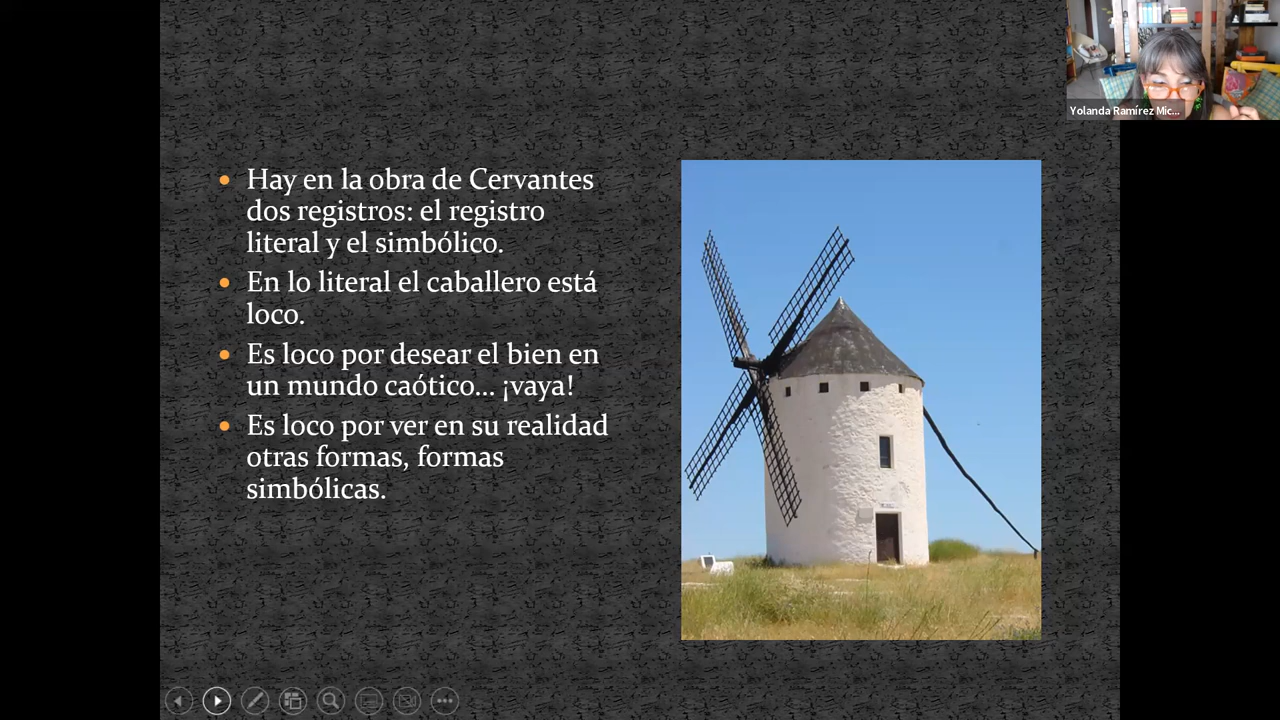 Yolanda Ramírez Mic...
Hay en la obra de Cervantes
dos registros: el registro
literal y el simbólico.
En lo literal el caballero está
loco.
Es loco por desear el bien en
un mundo caótico... ¡vaya!
Es loco por ver en su realidad
otras formas, formas
simbólicas.